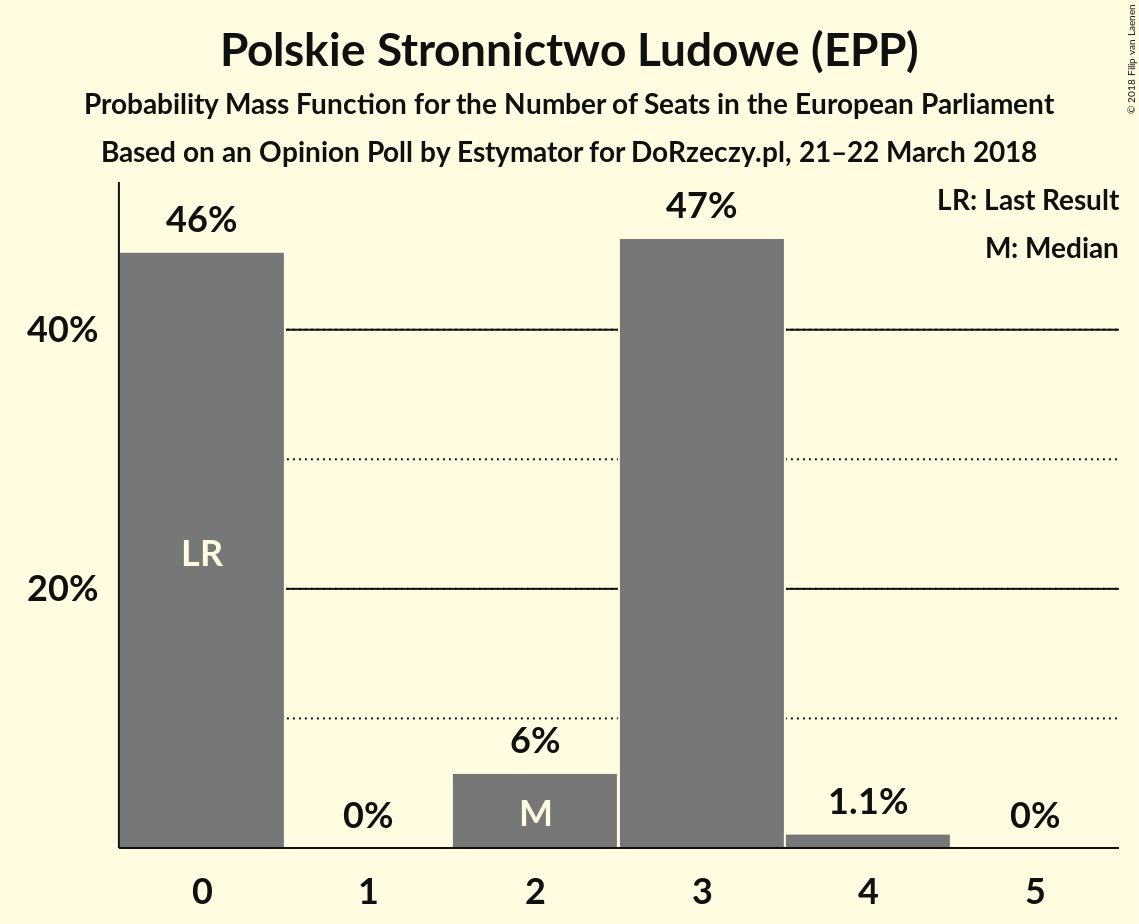 Polskie Stronnictwo Ludowe (EPP)
Probability Mass Function for the Number of Seats in the European Parliament
Based on an Opinion Poll by Estymator for DoRzeczy.pl, 21–22 March 2018
© 2018 Filip van Laenen
LR: Last Result
M: Median
46%
47%
40%
LR
20%
6%
M
0%
1.1%
0%
0
1
2
3
4
5